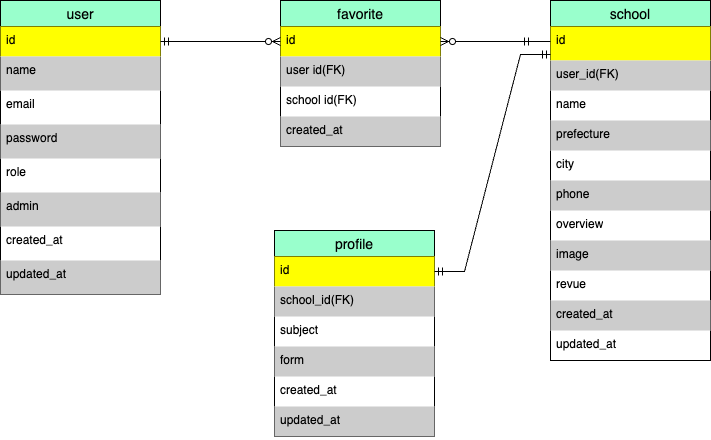 user
id
name
email
password
role
admin
created_at
updated_at
favorite
id
user id(FK)
school id(FK)
created_at
profile
id
school_id(FK)
subject
form
created_at
updated_at
school
id
user_id(FK)
name
prefecture
city
phone
overview
image
revue
created_at
updated_at